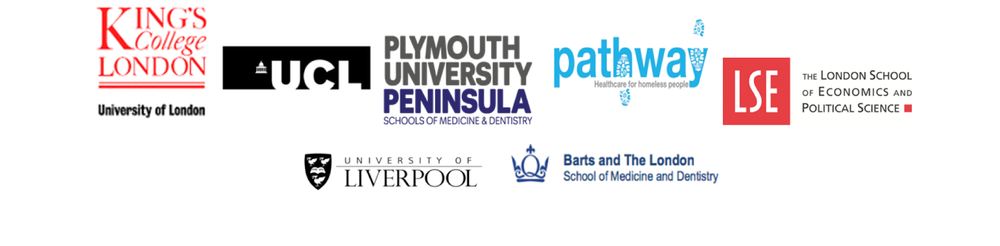 KING'S
College
LONDON
University of London
UCL
PLYMOUTH
UNIVERSITY
PENINSULA
SCHOOLS OF MEDICINE & DENTISTRY
pathway
Healthcare for homeless people
LSE
THE LONDON SCHOOL
OF ECONOMICS AND
POLITICAL SCIENCE
UNIVERSITY OF
LIVERPOOL
Barts and The London
School of Medicine and Dentistry